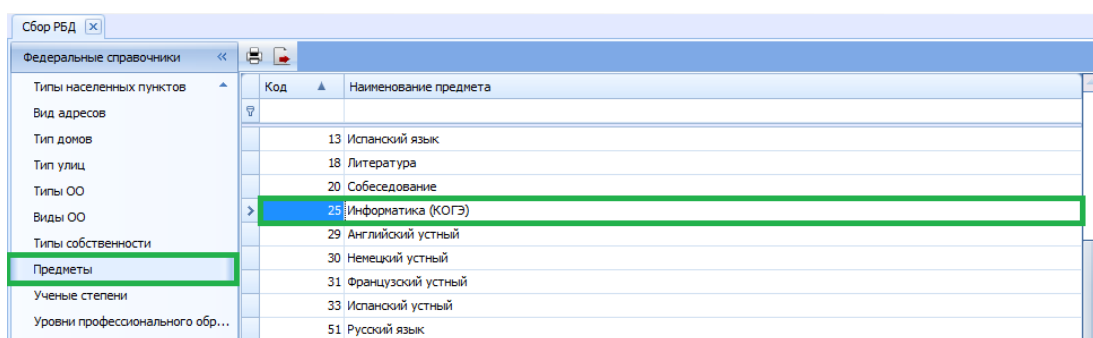 Сбор РБД
Федеральные справочники «
Типы населенных пунктов
Вид адресов
Тип домов
Тип улиц
Типы ОО
Виды ОО
Типы собственности
Предметы
Ученые степени
Уровни профессионального обр...
Код Наименование предмета
13 Испанский язык
18 Литература
20 Собеседование
25 Информатика (КОГЭ)
29 Английский устный
30 Немецкий устный
31 Французский устный
33 Испанский устный
51 Русский язык